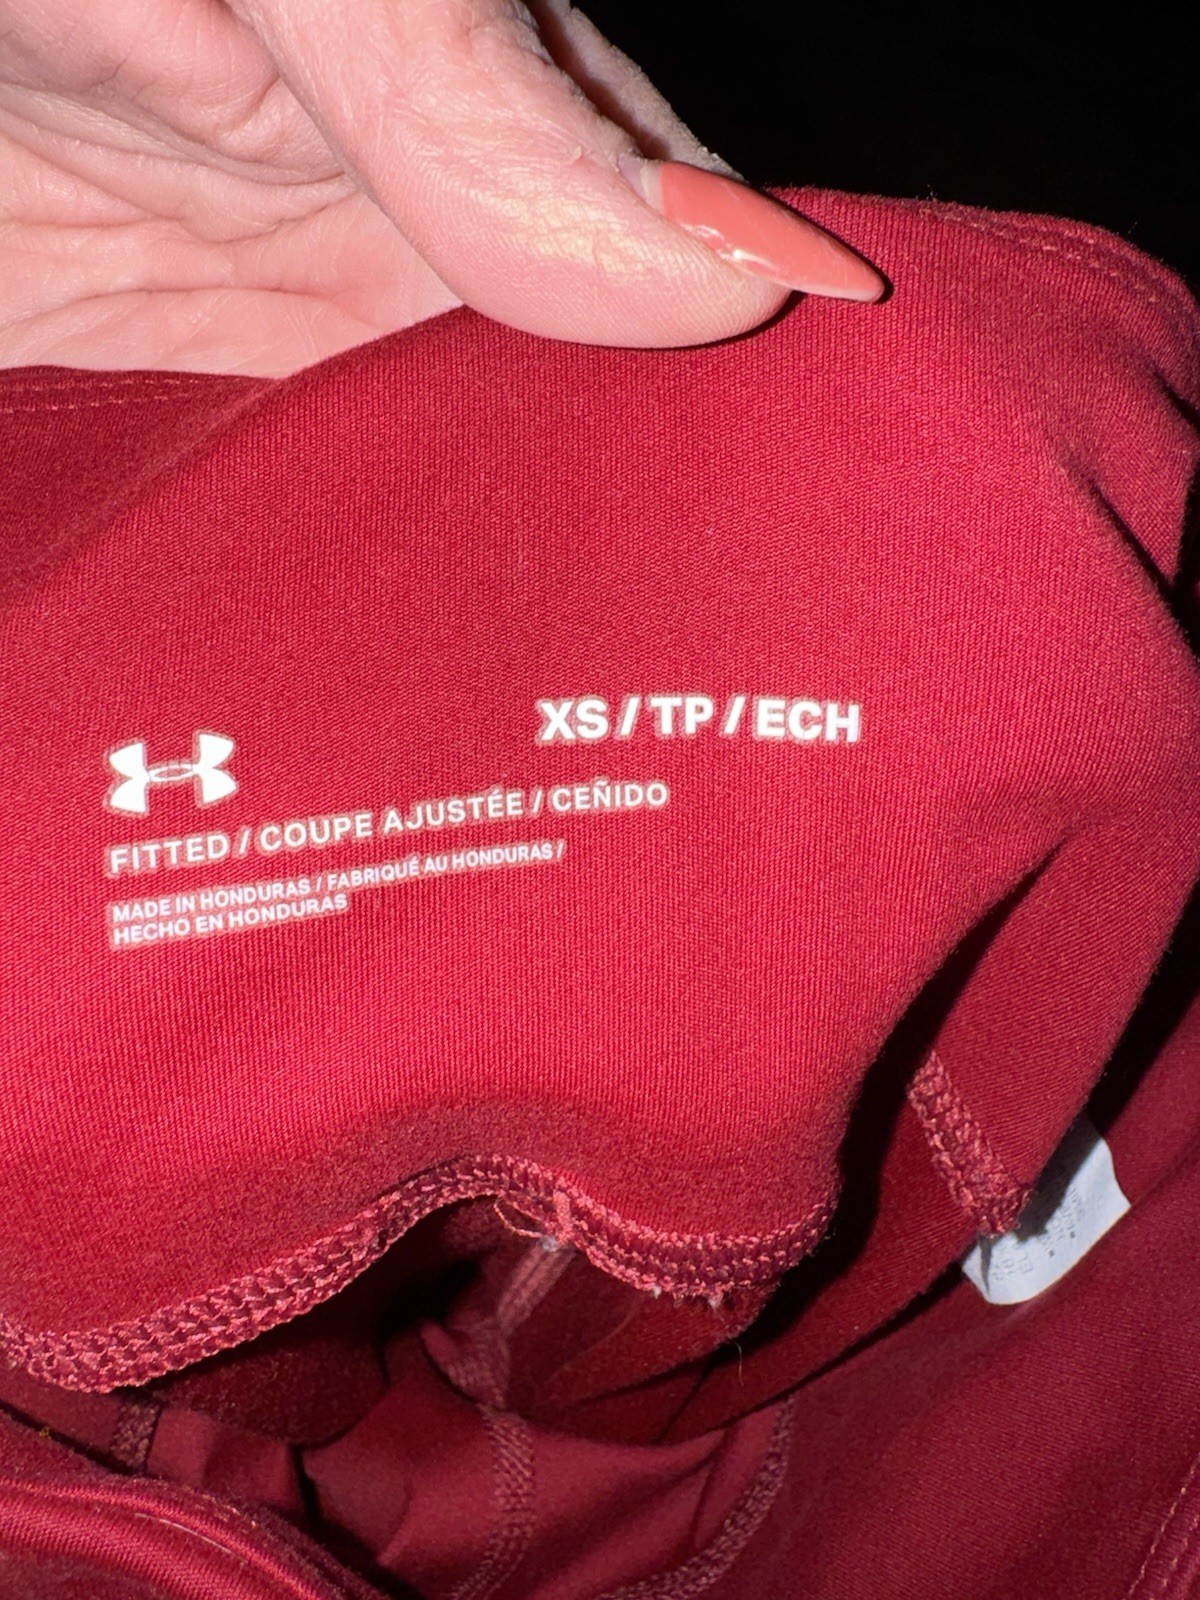 XS / TP / ECH
FITTED / COUPE AJUSTÉE / CEÑIDO
MADE IN HONDURAS / FABRIQUÉ AU HONDURAS /
HECHO EN HONDURAS